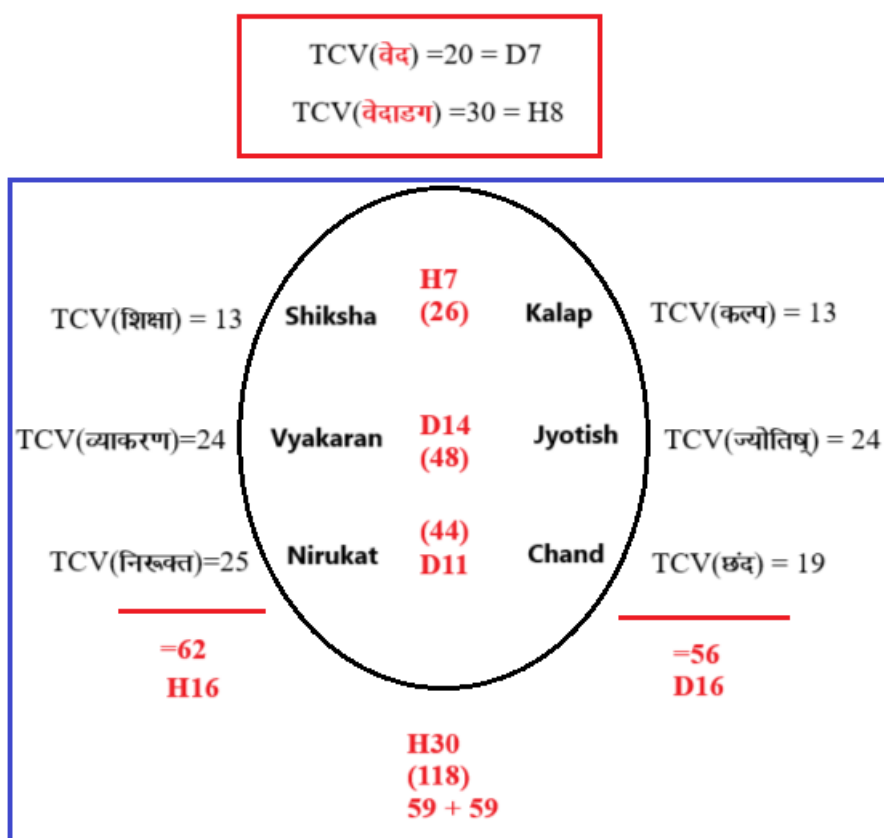 TCV(वेद) =20 = D7
TCV(वेदाडग) =30 = H8
TCV(शिक्षा) = 13 Shiksha H7 (26) Kalap TCV(कल्प) = 13
TCV(व्याकरण)=24 Vyakaran D14 (48) Jyotish TCV(ज्योतिष्) = 24
TCV(निरूक्त)=25 Nirukat (44) D11 Chand TCV(छंद) = 19
=62
H16
=56
D16
H30
(118)
59 + 59